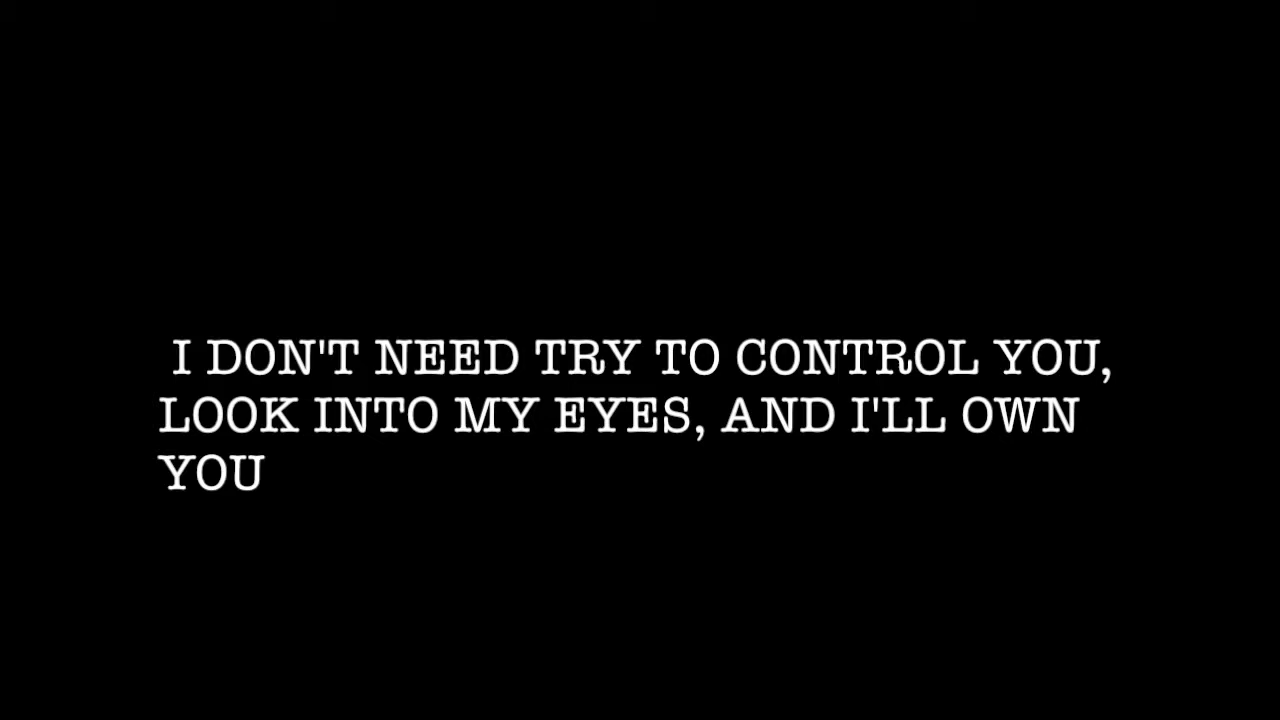 I DON'T NEED TRY TO CONTROL YOU,
LOOK INTO MY EYES, AND I'LL OWN
YOU